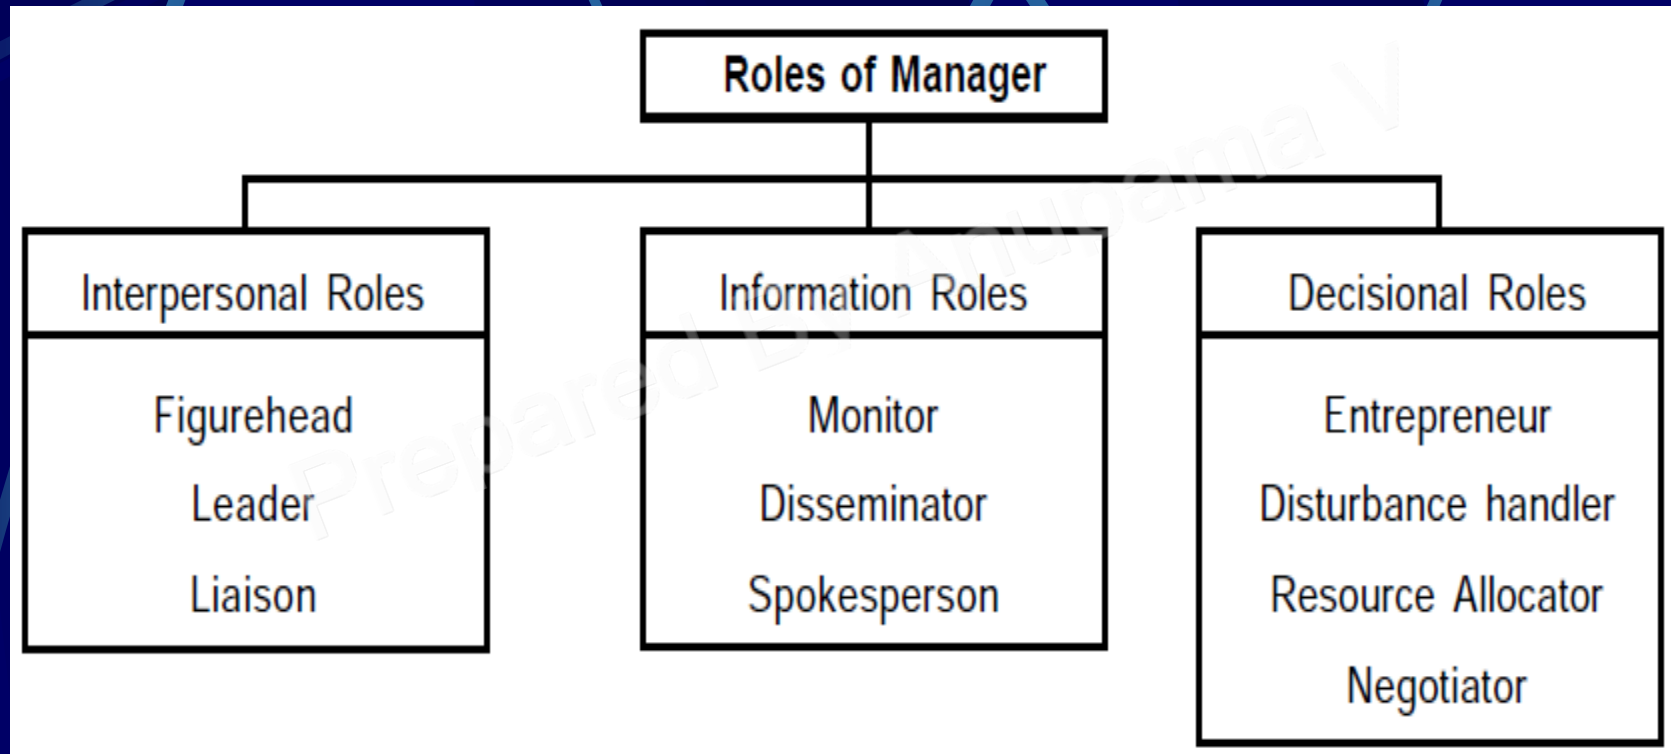 Roles of Manager
Interpersonal Roles
Figurehead
Leader
Liaison
Information Roles
Monitor
Disseminator
Spokesperson
Decisional Roles
Entrepreneur
Disturbance handler
Resource Allocator
Negotiator
Prepared By Anupama V